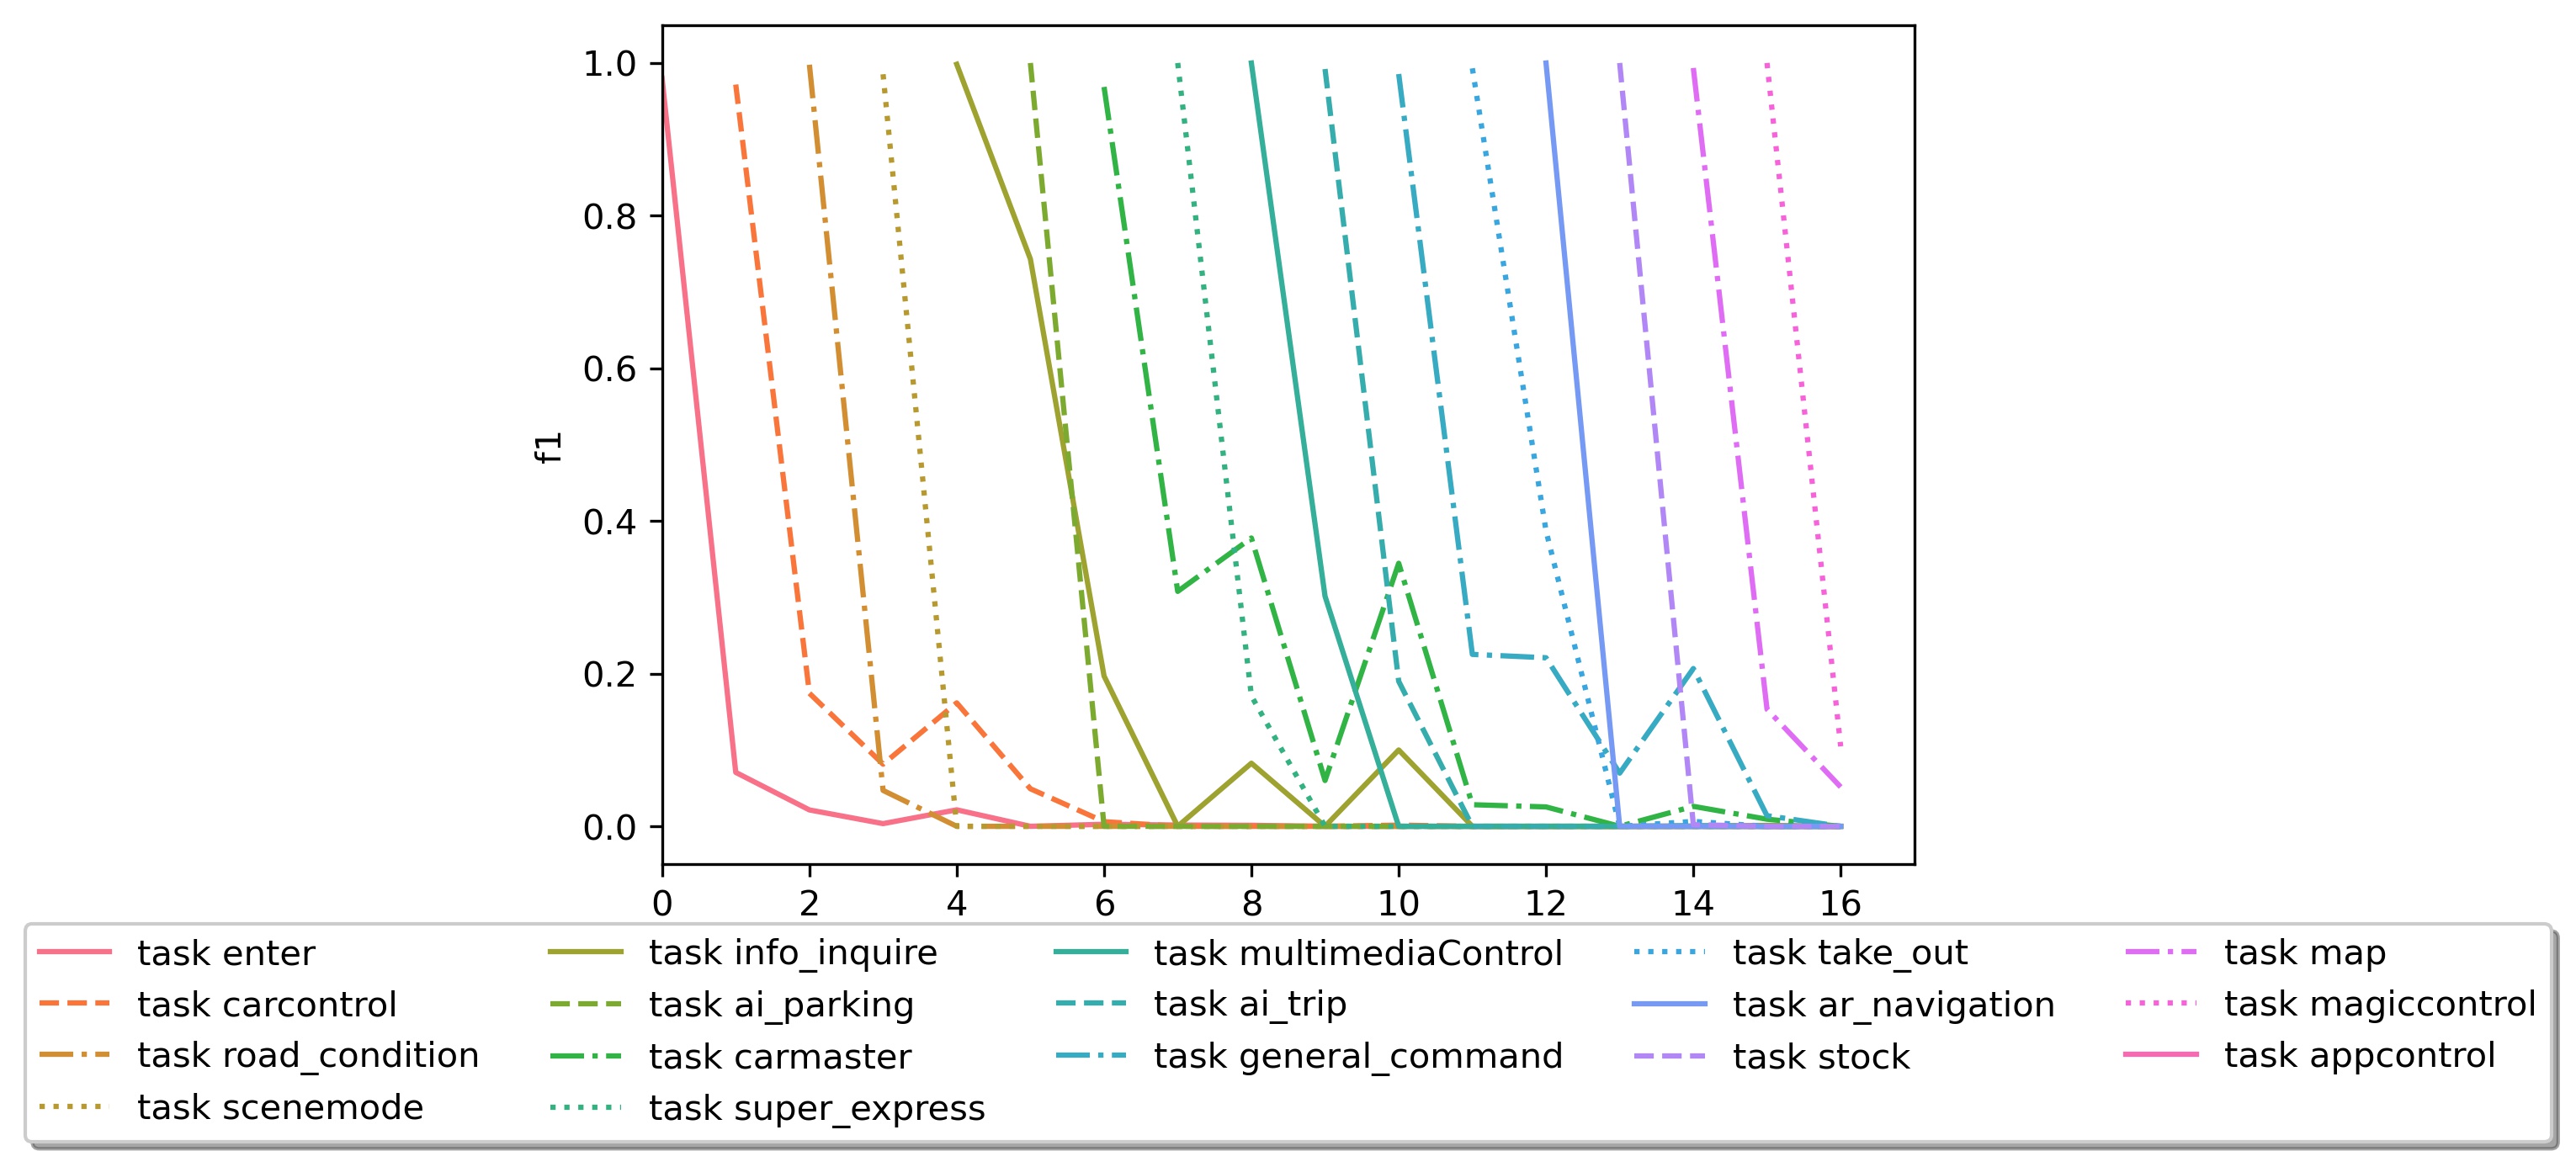 1.0
0.8
0.6
0.4
0.2
0.0
f1
0 2 4 6 8 10 12 14 16
task enter
task carcontrol
task road_condition
task scenemode
task info_inquire
task ai_parking
task carmaster
task super_express
task multimediaControl
task ai_trip
task general_command
task take_out
task ar_navigation
task stock
task map
task magiccontrol
task appcontrol